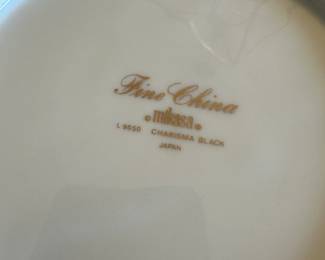 Fine China
mikasa
L 9550 CHARISMA BLACK
JAPAN